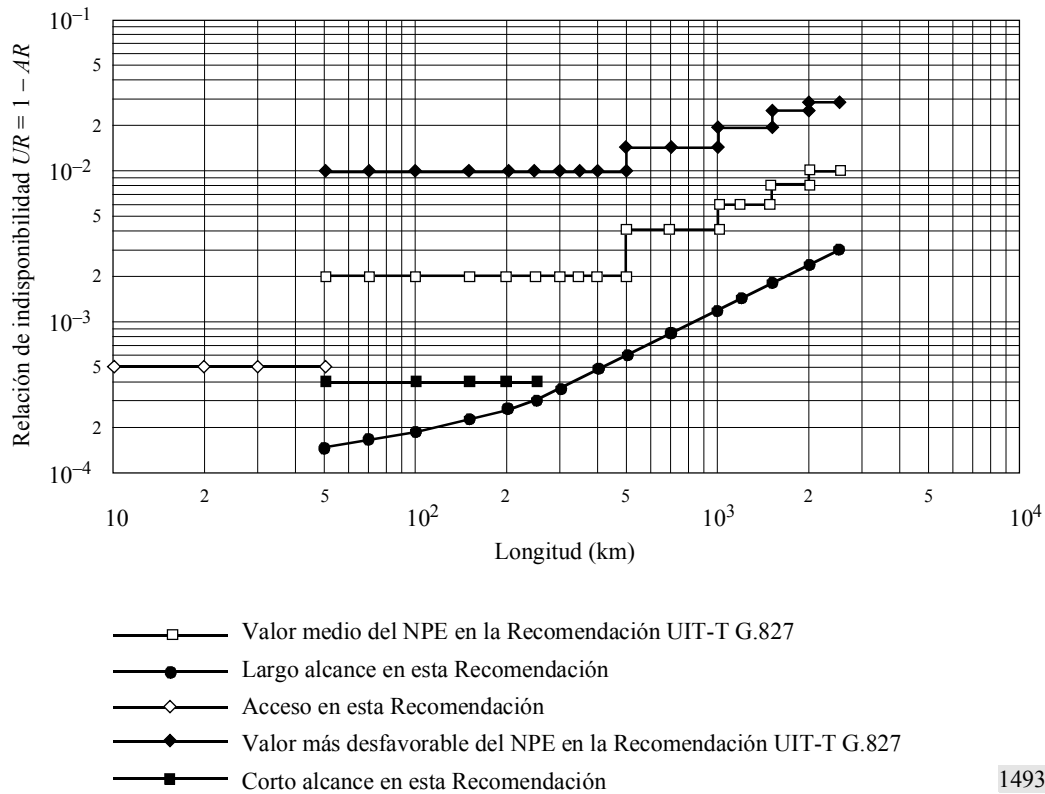 Relación de indisponibilidad UR = 1 – AR
10–1
5
2
10–2
5
2
10–3
5
2
10–4
2 5 2 5 2 5
10 102 103 104
Longitud (km)
Valor medio del NPE en la Recomendación UIT-T G.827
Largo alcance en esta Recomendación
Acceso en esta Recomendación
Valor más desfavorable del NPE en la Recomendación UIT-T G.827
Corto alcance en esta Recomendación
1493